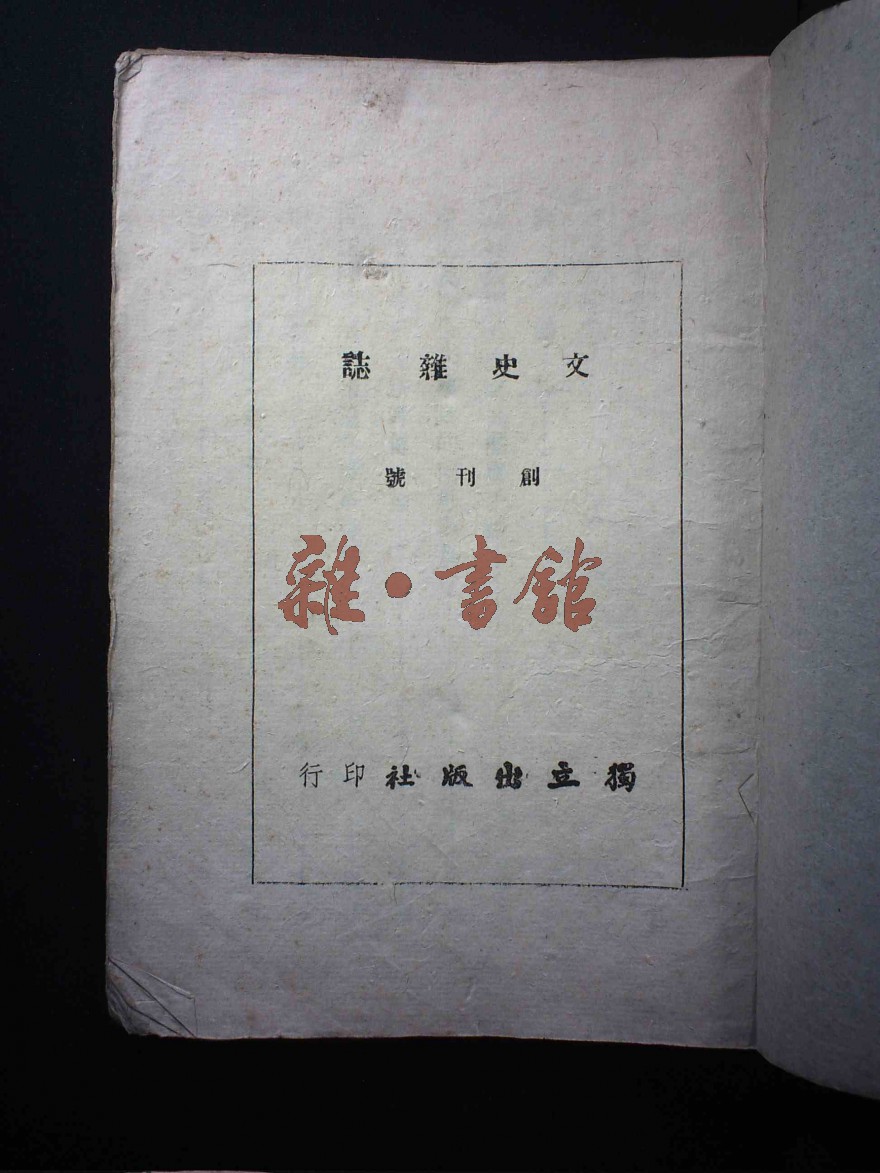 文史雜誌
創刊號
雜·書館
獨立出版社印行